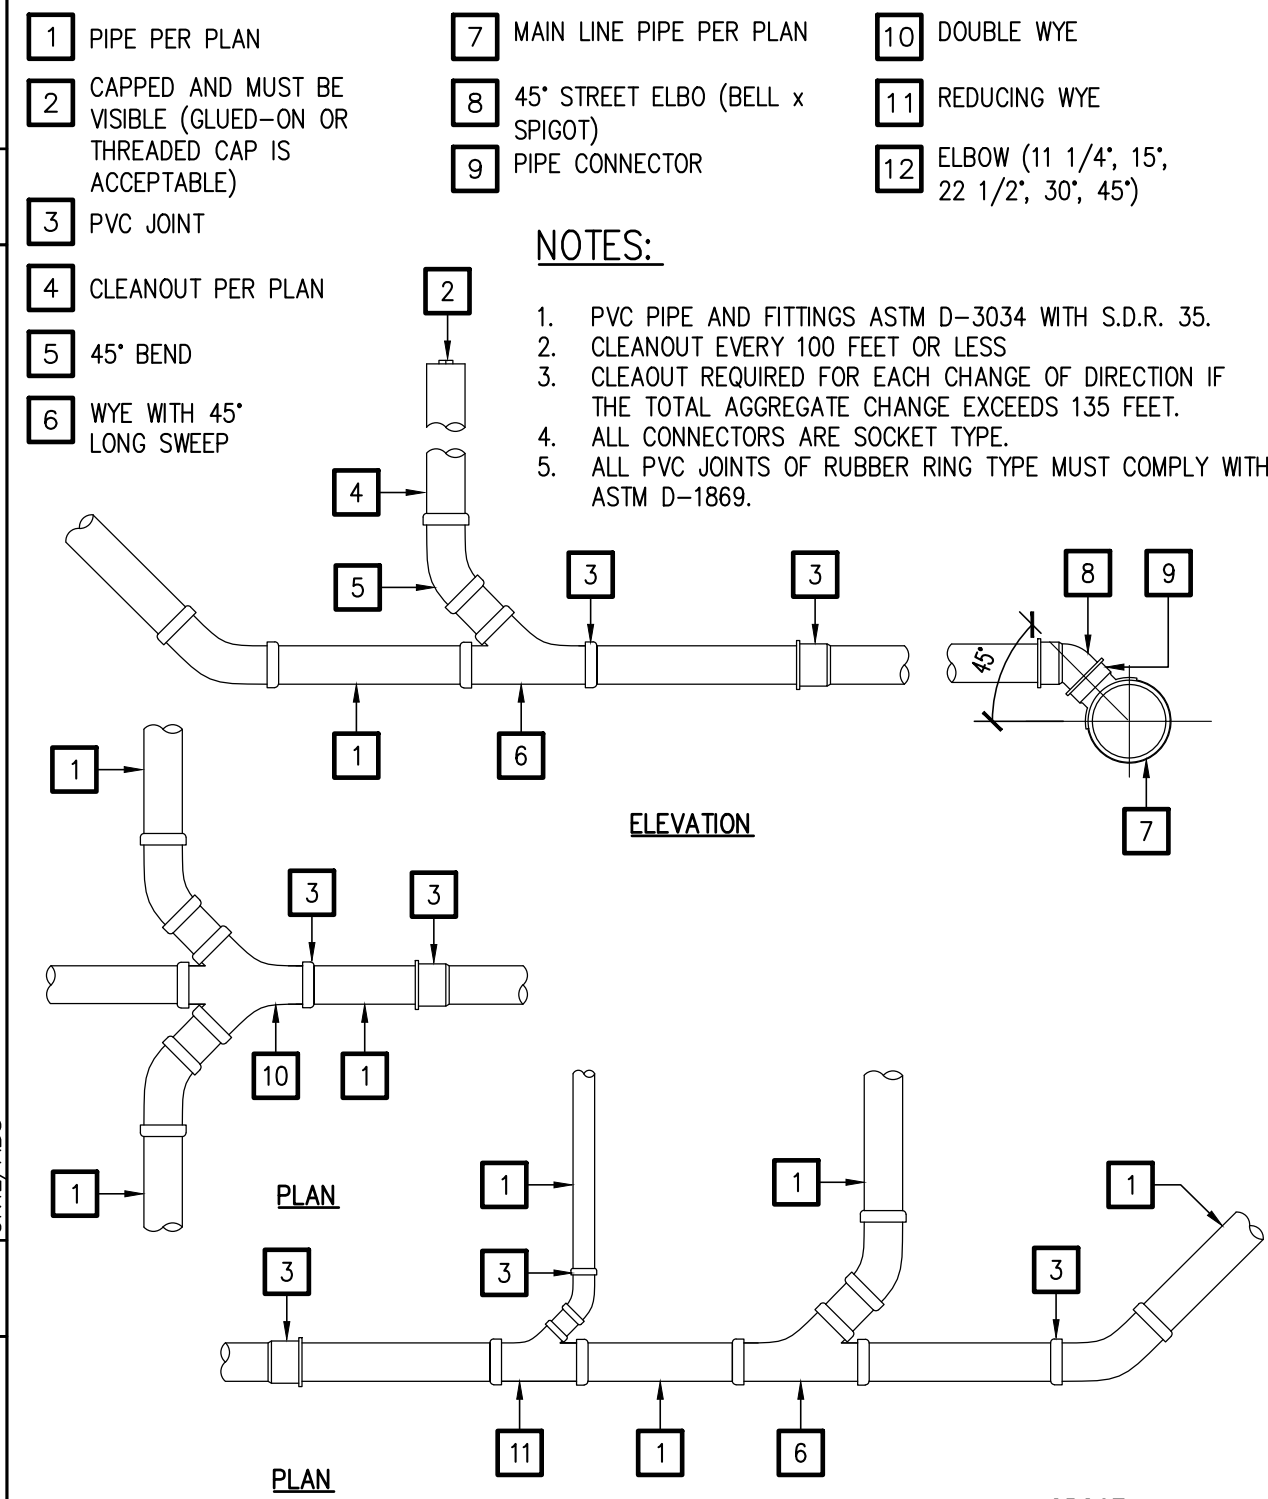 1 PIPE PER PLAN
2 CAPPED AND MUST BE
VISIBLE (GLUED-ON OR
THREADED CAP IS
ACCEPTABLE)
3 PVC JOINT
4 CLEANOUT PER PLAN
5 45° BEND
6 WYE WITH 45°
LONG SWEEP
7 MAIN LINE PIPE PER PLAN
8 45° STREET ELBO (BELL x
SPIGOT)
9 PIPE CONNECTOR
10 DOUBLE WYE
11 REDUCING WYE
12 ELBOW (11 1/4°, 15°,
22 1/2°, 30°, 45°)
NOTES:
1. PVC PIPE AND FITTINGS ASTM D-3034 WITH S.D.R. 35.
2. CLEANOUT EVERY 100 FEET OR LESS
3. CLEAOUT REQUIRED FOR EACH CHANGE OF DIRECTION IF
THE TOTAL AGGREGATE CHANGE EXCEEDS 135 FEET.
4. ALL CONNECTORS ARE SOCKET TYPE.
5. ALL PVC JOINTS OF RUBBER RING TYPE MUST COMPLY WITH
ASTM D-1869.
2
4
5
3
3
8
9
45°
1
6
7
ELEVATION
1
3
3
10
1
1
PLAN
1
1
1
3
3
3
11
1
6
PLAN